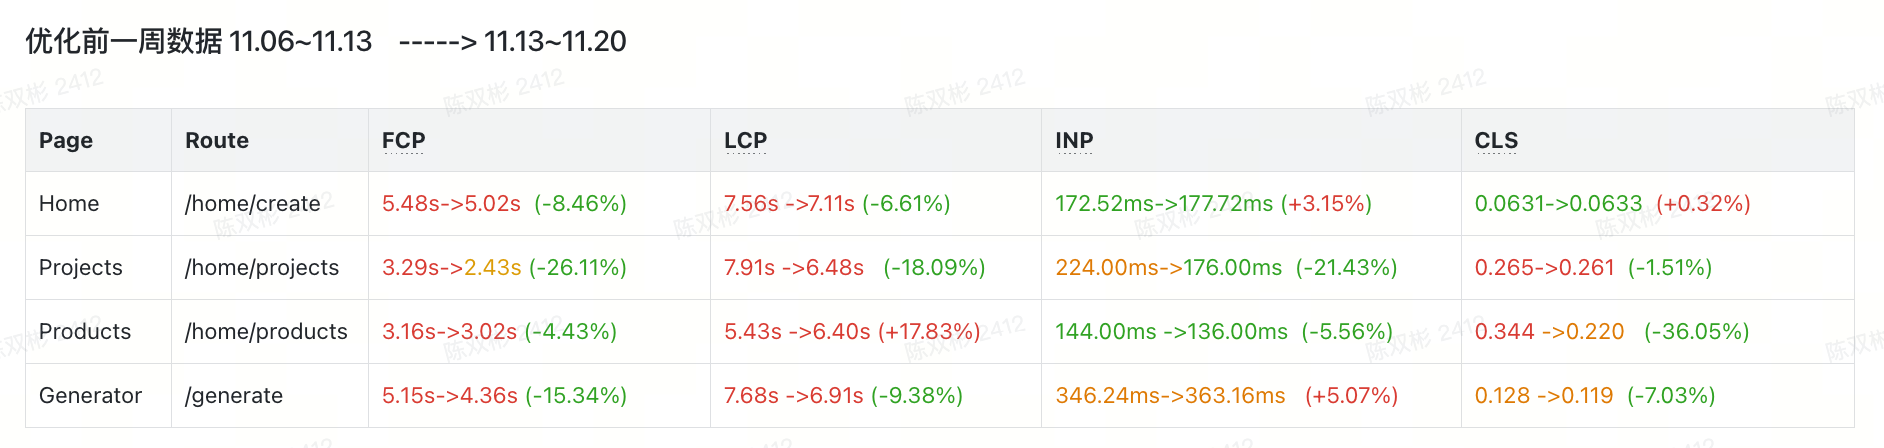 优化前一周数据 11.06~11.13 -----> 11.13~11.20
Page Route FCP LCP INP CLS
Home /home/create 5.48s->5.02s (-8.46%) 7.56s ->7.11s (-6.61%) 172.52ms->177.72ms (+3.15%) 0.0631->0.0633 (+0.32%)
Projects /home/projects 3.29s->2.43s (-26.11%) 7.91s ->6.48s (-18.09%) 224.00ms->176.00ms (-21.43%) 0.265->0.261 (-1.51%)
Products /home/products 3.16s->3.02s (-4.43%) 5.43s ->6.40s (+17.83%) 144.00ms ->136.00ms (-5.56%) 0.344 ->0.220 (-36.05%)
Generator /generate 5.15s->4.36s (-15.34%) 7.68s ->6.91s (-9.38%) 346.24ms->363.16ms (+5.07%) 0.128 ->0.119 (-7.03%)
陈双彬 2412